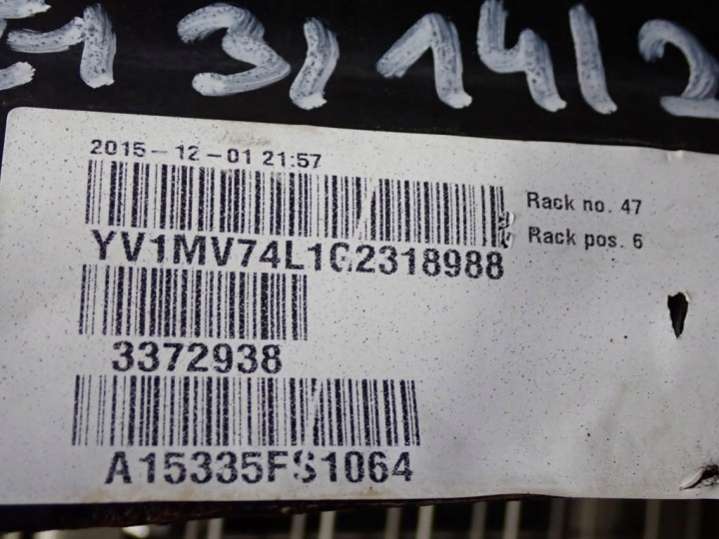 31412
2015-12-01 21:57
Rack no. 47
YV1MV74L1G2318988
Rack pos. 6
3372938
A15335FS1064